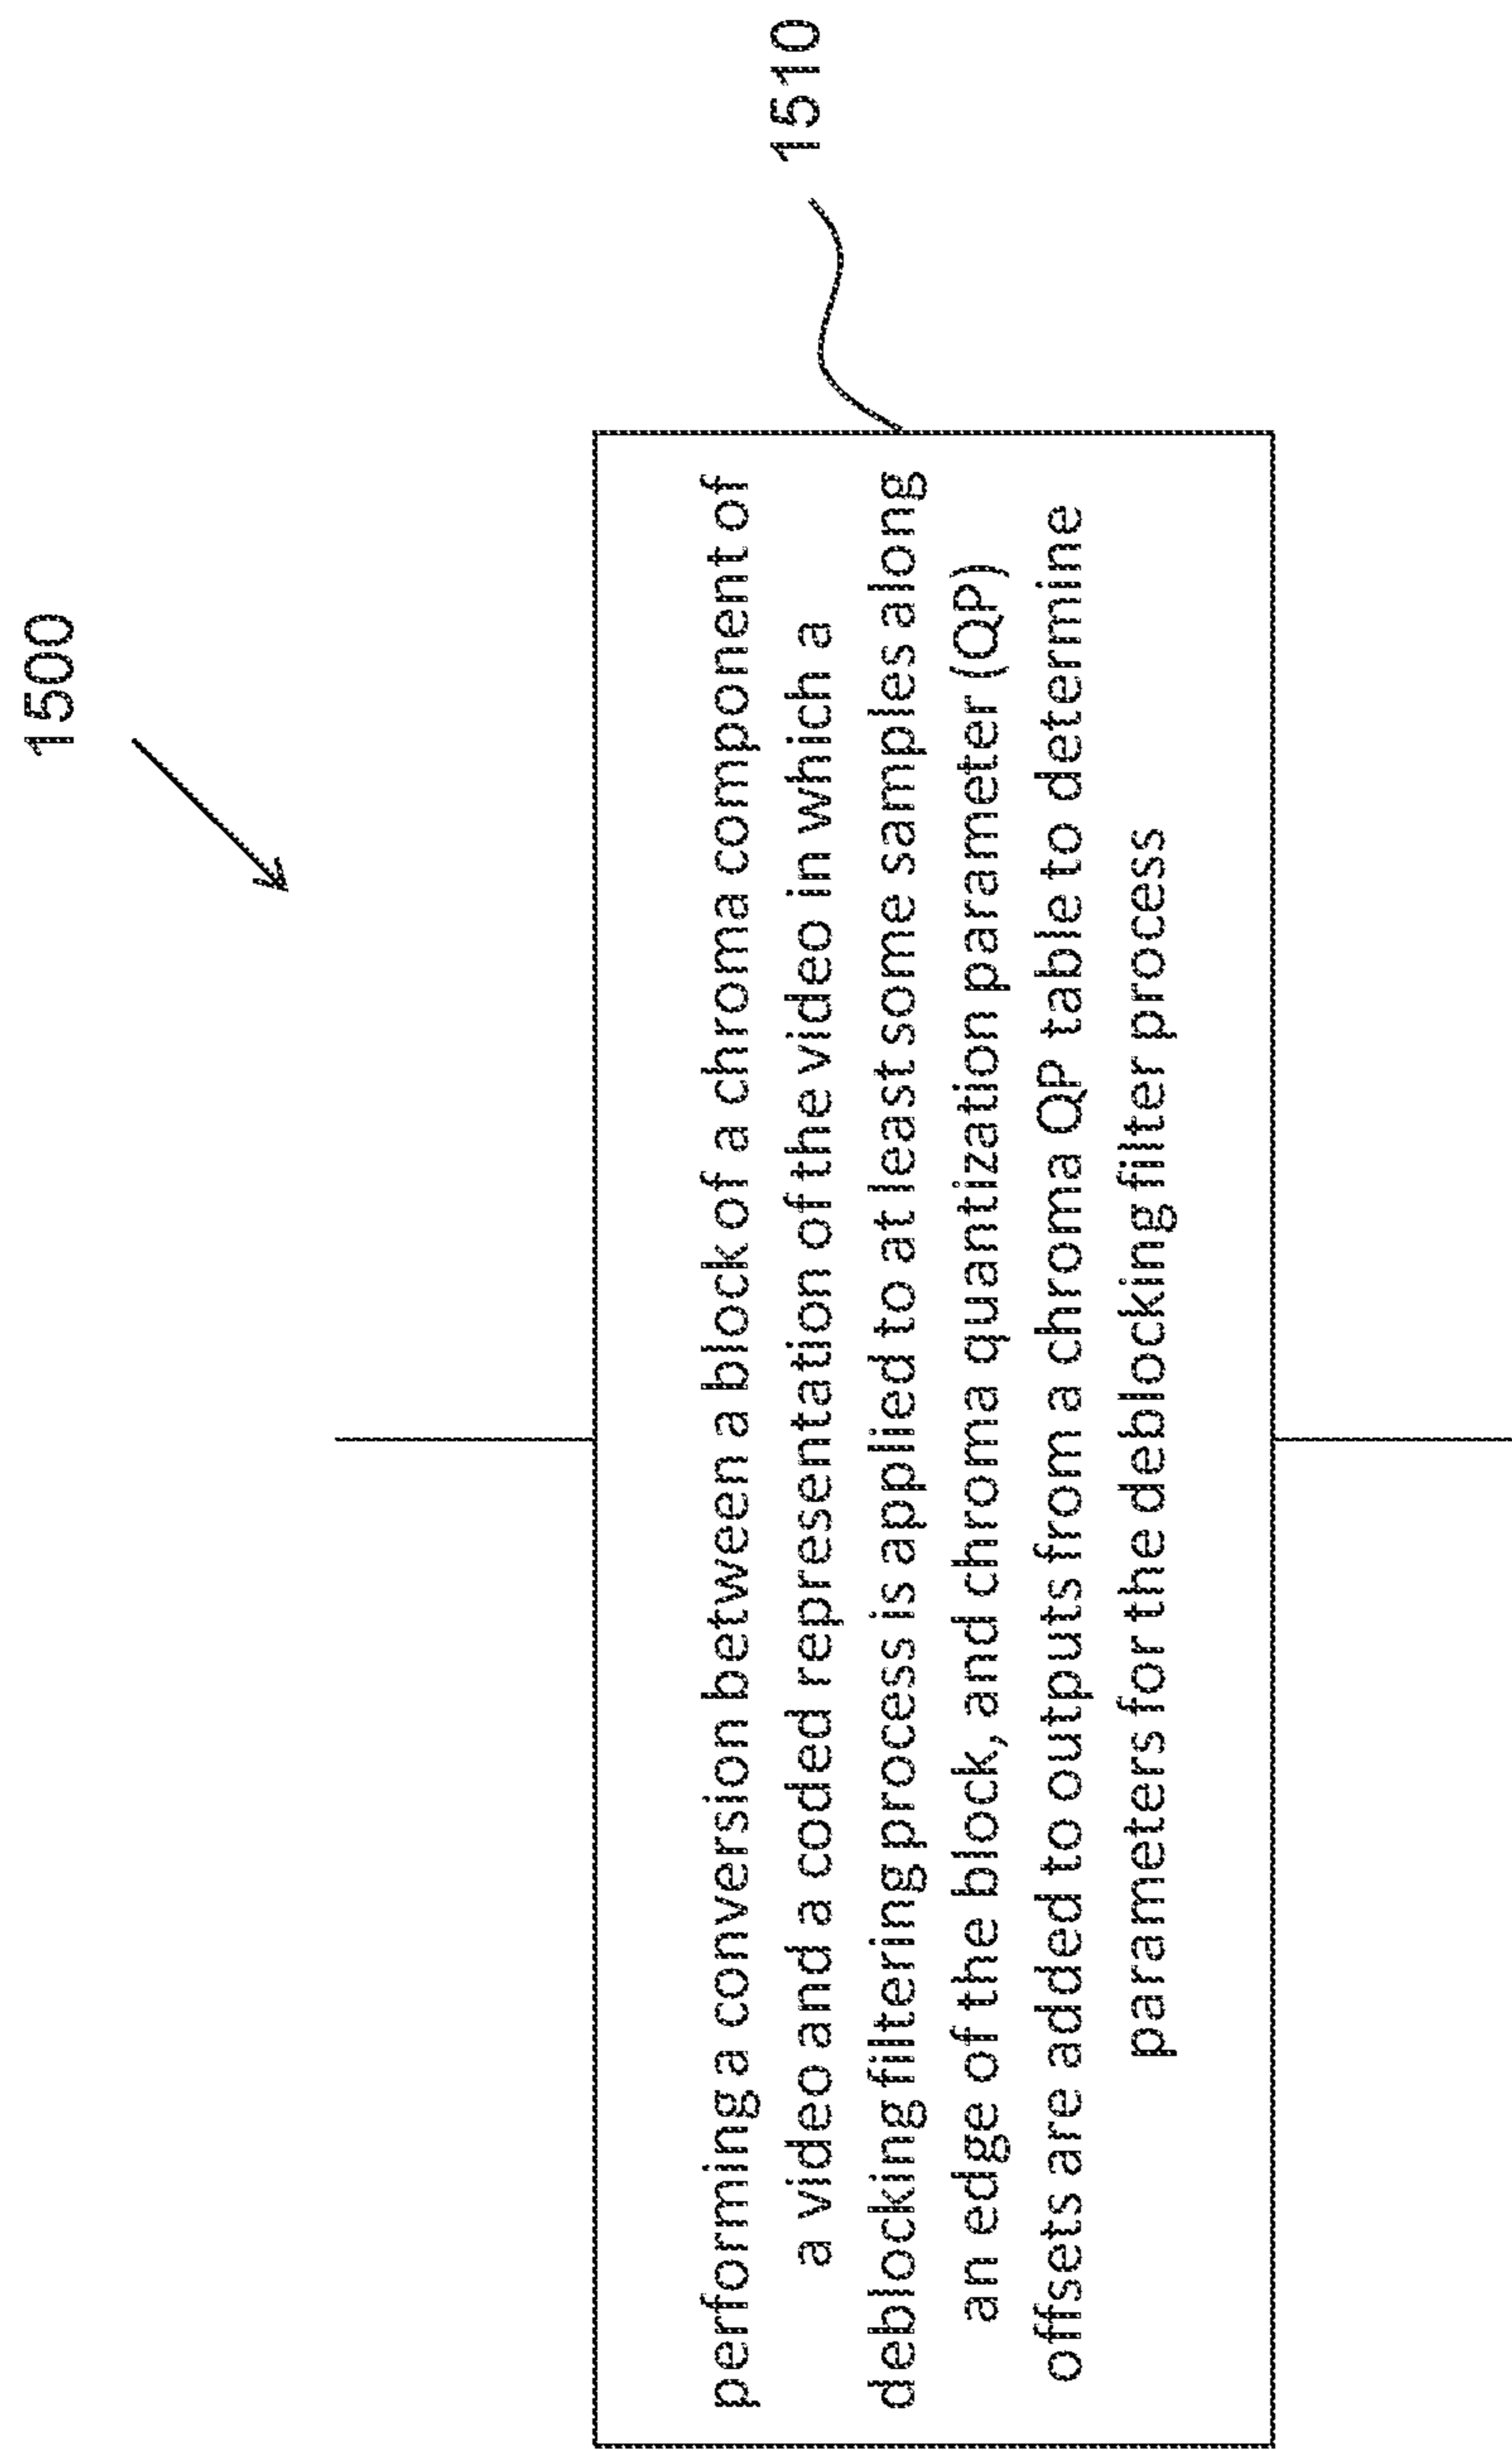 1500
1510
performing a conversion between a block of a chroma component of
a video and a coded representation of the video in which a
deblocking filtering process is applied to at least some samples along
an edge of the block, and chroma quantization parameter (QP)
offsets are added to outputs from a chroma QP table to determine
parameters for the deblocking filter process